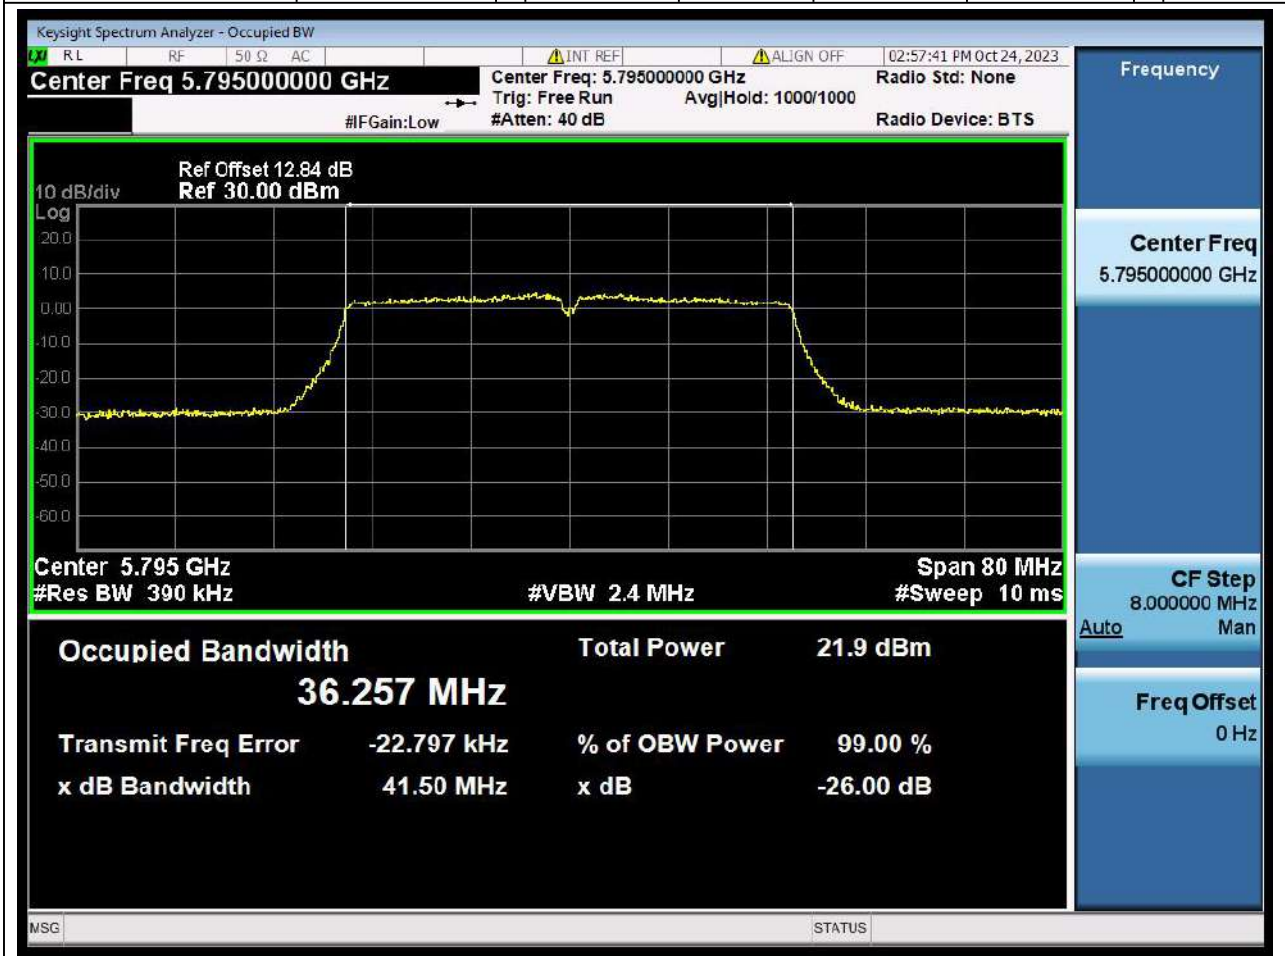 Keysight Spectrum Analyzer - Occupied BW
LXI RL RF 50 Ω AC INT REF ALIGN OFF 02:57:41 PM Oct 24, 2023
Center Freq 5.795000000 GHz
Center Freq: 5.795000000 GHz Radio Std: None
Trig: Free Run Avg|Hold: 1000/1000
#IFGain:Low #Atten: 40 dB Radio Device: BTS
Ref Offset 12.84 dB
10 dB/div Ref 30.00 dBm
Log
20.0
10.0
0.00
-10.0
-20.0
-30.0
-40.0
-50.0
-60.0
Center 5.795 GHz Span 80 MHz
#Res BW 390 kHz #VBW 2.4 MHz #Sweep 10 ms
Occupied Bandwidth Total Power 21.9 dBm
36.257 MHz
Transmit Freq Error -22.797 kHz % of OBW Power 99.00 %
x dB Bandwidth 41.50 MHz x dB -26.00 dB
MSG STATUS
Frequency
Center Freq
5.795000000 GHz
CF Step
8.000000 MHz
Auto Man
Freq Offset
0 Hz